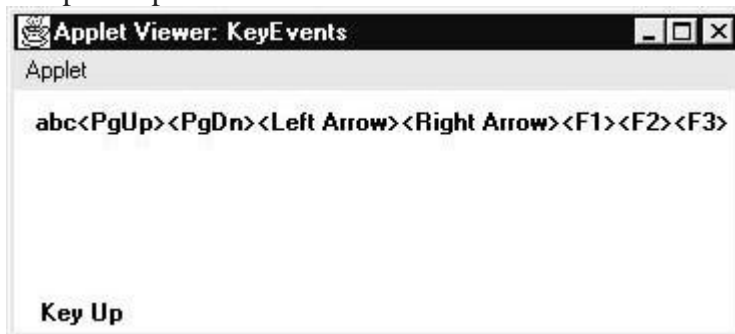 Applet Viewer: KeyEvents
Applet
abc<PgUp><PgDn><Left Arrow><Right Arrow><F1><F2><F3>
Key Up